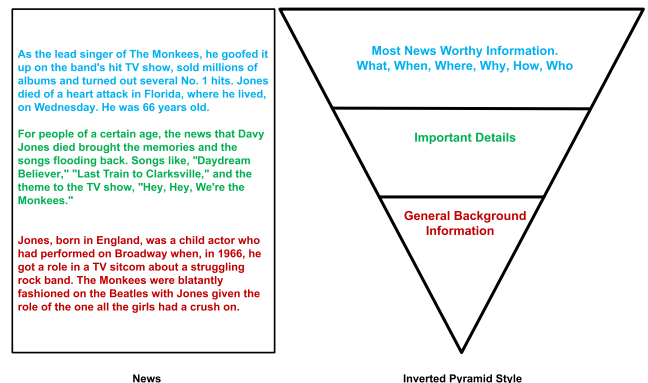 As the lead singer of The Monkees, he goofed it
up on the band's hit TV show, sold millions of
albums and turned out several No. 1 hits. Jones
died of a heart attack in Florida, where he lived,
on Wednesday. He was 66 years old.
For people of a certain age, the news that Davy
Jones died brought the memories and the
songs flooding back. Songs like, "Daydream
Believer," "Last Train to Clarksville," and the
theme to the TV show, "Hey, Hey, We're the
Monkees."
Jones, born in England, was a child actor who
had performed on Broadway when, in 1966, he
got a role in a TV sitcom about a struggling
rock band. The Monkees were blatantly
fashioned on the Beatles with Jones given the
role of the one all the girls had a crush on.
News
Most News Worthy Information.
What, When, Where, Why, How, Who
Important Details
General Background
Information
Inverted Pyramid Style